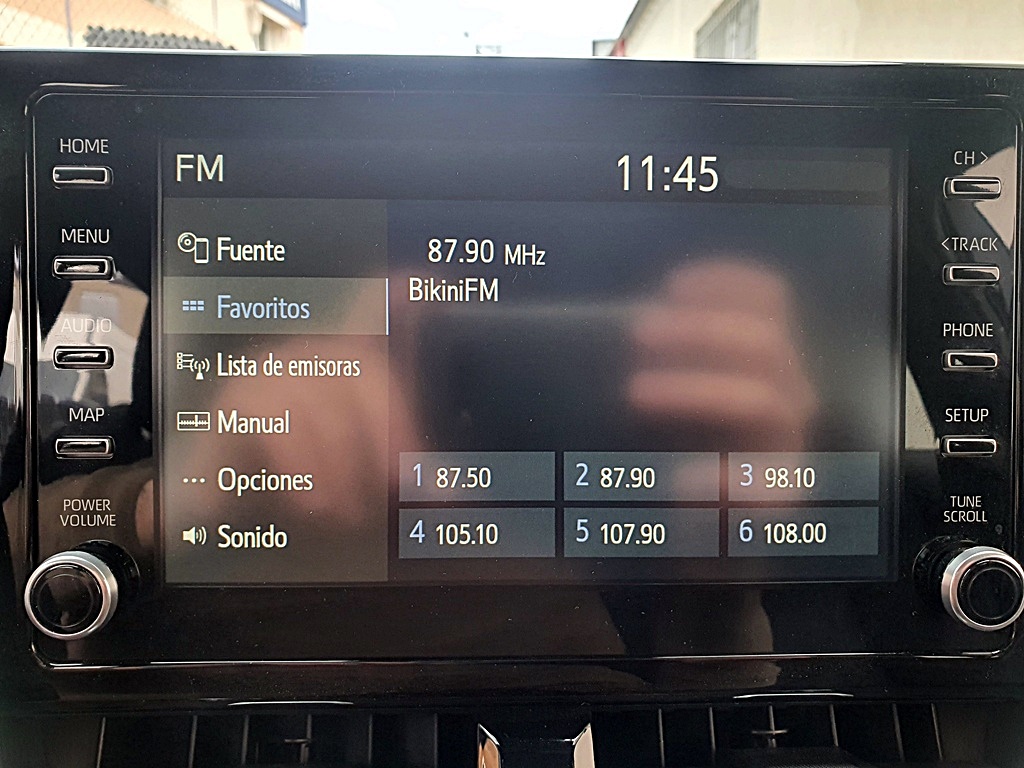 HOME
MENU
AUDIO
MAP
POWER
VOLUME
FM
11:45
Fuente
Favoritos
Lista de emisoras
Manual
Opciones
Sonido
87.90 MHz
BikiniFM
1 87.50
2 87.90
3 98.10
4 105.10
5 107.90
6 108.00
CH >
< TRACK
PHONE
SETUP
TUNE
SCROLL